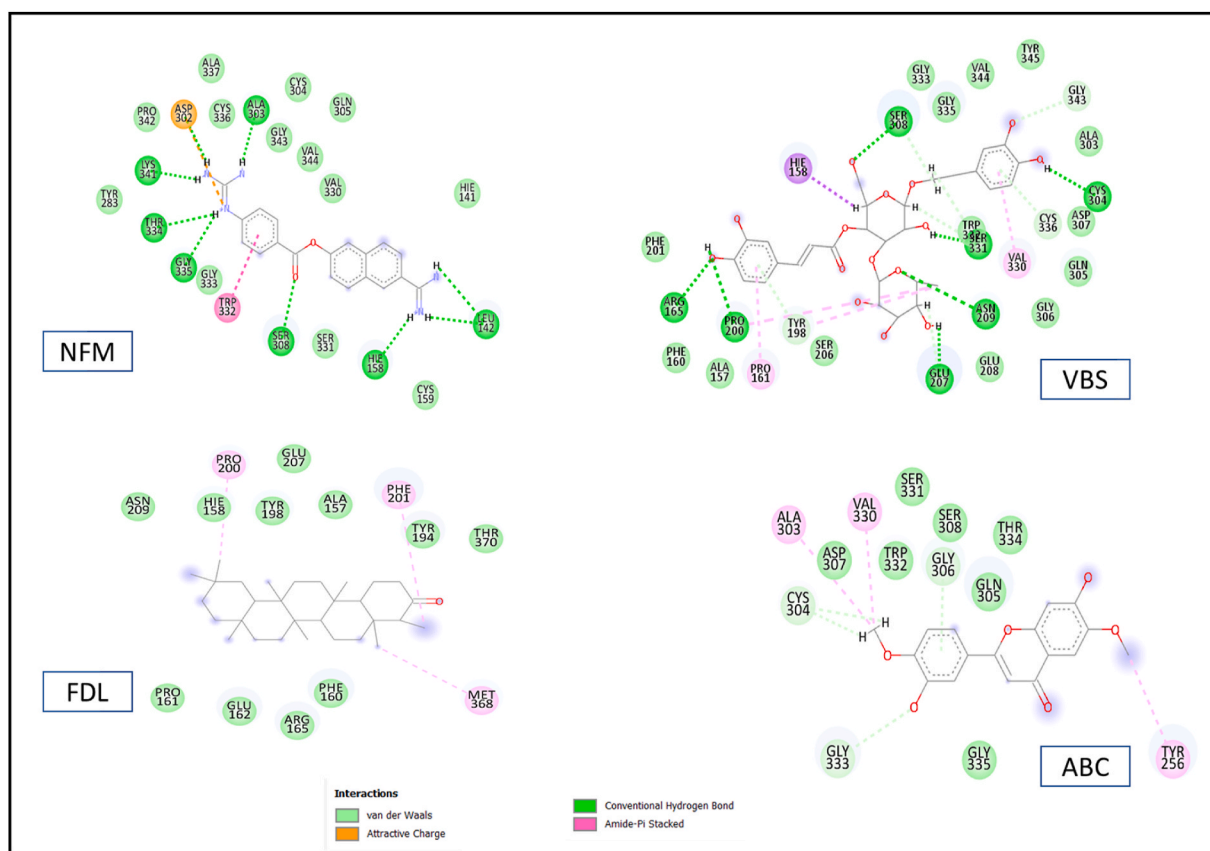 ALA
337
CYS
304
PRO
342
ASP
302
CYS
336
ALA
303
GLN
305
GLY
343
VAL
344
VAL
330
LYS
341
TYR
283
HIE
141
THR
334
GLY
335
GLY
333
TRP
332
SER
308
SER
331
HIE
158
LEU
142
CYS
159
H H
N N
H
N
H
O
O
H
N
N
H H
NFM
TYR
345
GLY
333
VAL
344
GLY
335
GLY
343
SER
308
ALA
303
HIE
158
CYS
304
TRP
SER
331
CYS
336
ASP
307
PHE
201
VAL
330
GLN
305
ARG
165
PRO
200
TYR
198
ASN
209
GLY
306
PHE
160
ALA
157
PRO
161
SER
206
GLU
207
GLU
208
O
O
O H
O
H
H
H
O
H
O
O H
O
H
O
O
O
O
O
O
O
O
H
VBS
PRO
200
GLU
207
PHE
201
ASN
209
HIE
158
TYR
198
ALA
157
TYR
194
THR
370
O
PRO
161
GLU
162
ARG
165
PHE
160
MET
368
FDL
SER
331
ALA
303
VAL
330
SER
308
THR
334
ASP
307
TRP
332
GLY
306
GLN
305
CYS
304
GLY
333
GLY
335
TYR
256
H
H
O
O
O
O
O
O
O
ABC
Interactions
van der Waals
Attractive Charge
Conventional Hydrogen Bond
Amide-Pi Stacked